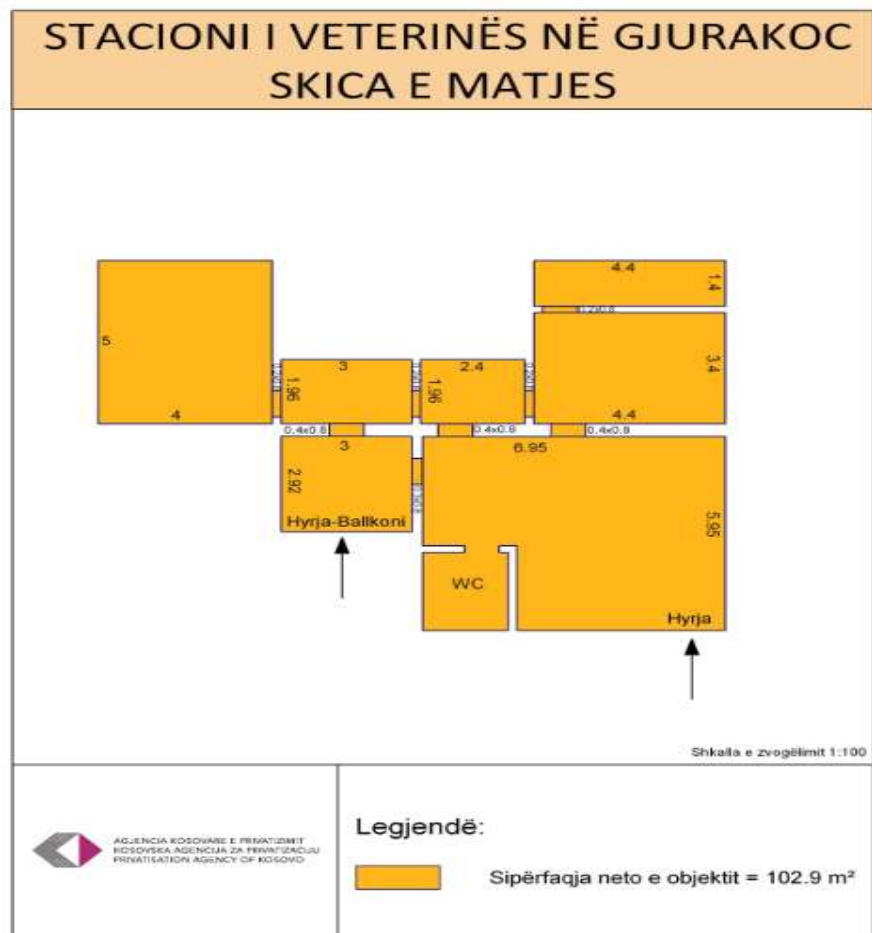 STACIONI I VETERINËS NË GJURAKOC
SKICA E MATJES
4.4
1.4
0.2x0.8
5
4
3
1.96
2.4
1.96
3.4
4.4
0.4x0.8
0.4x0.8
0.4x0.8
3
2.92
Hyrja-Ballkoni
6.95
5.95
WC
Hyrja
Shkalla e zvogëlimit 1:100
AGJENCIA KOSOVARE E PRIVATIZIMIT
KOSOVSKA AGENCIJA ZA PRIVATIZACIJU
PRIVATISATION AGENCY OF KOSOVO
Legjendë:
Sipërfaqja neto e objektit = 102.9 m²